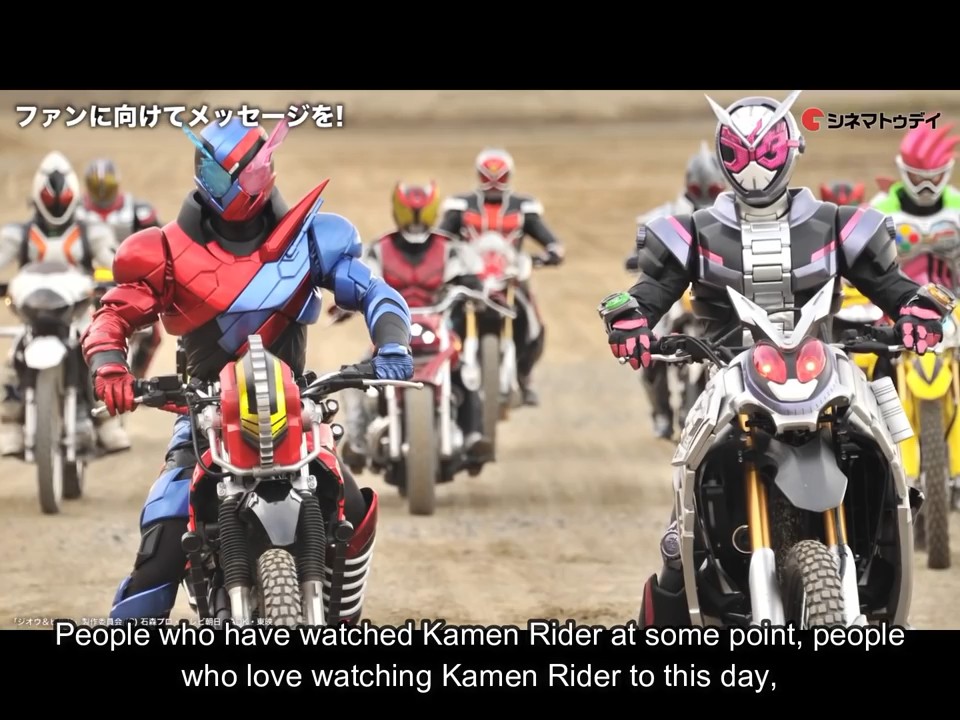 ファンに向けてメッセージを!
シネマトゥデイ
People who have watched Kamen Rider at some point, people
who love watching Kamen Rider to this day,